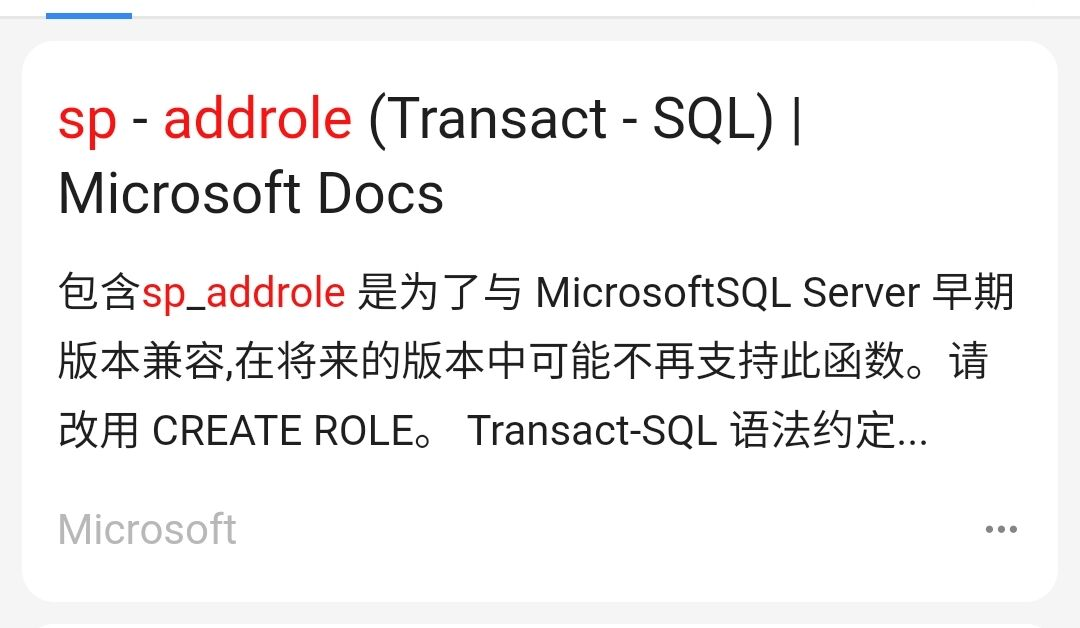 sp - addrole (Transact - SQL) |
Microsoft Docs
包含sp_addrole 是为了与 MicrosoftSQL Server 早期
版本兼容,在将来的版本中可能不再支持此函数。请
改用 CREATE ROLE。 Transact-SQL 语法约定...
Microsoft